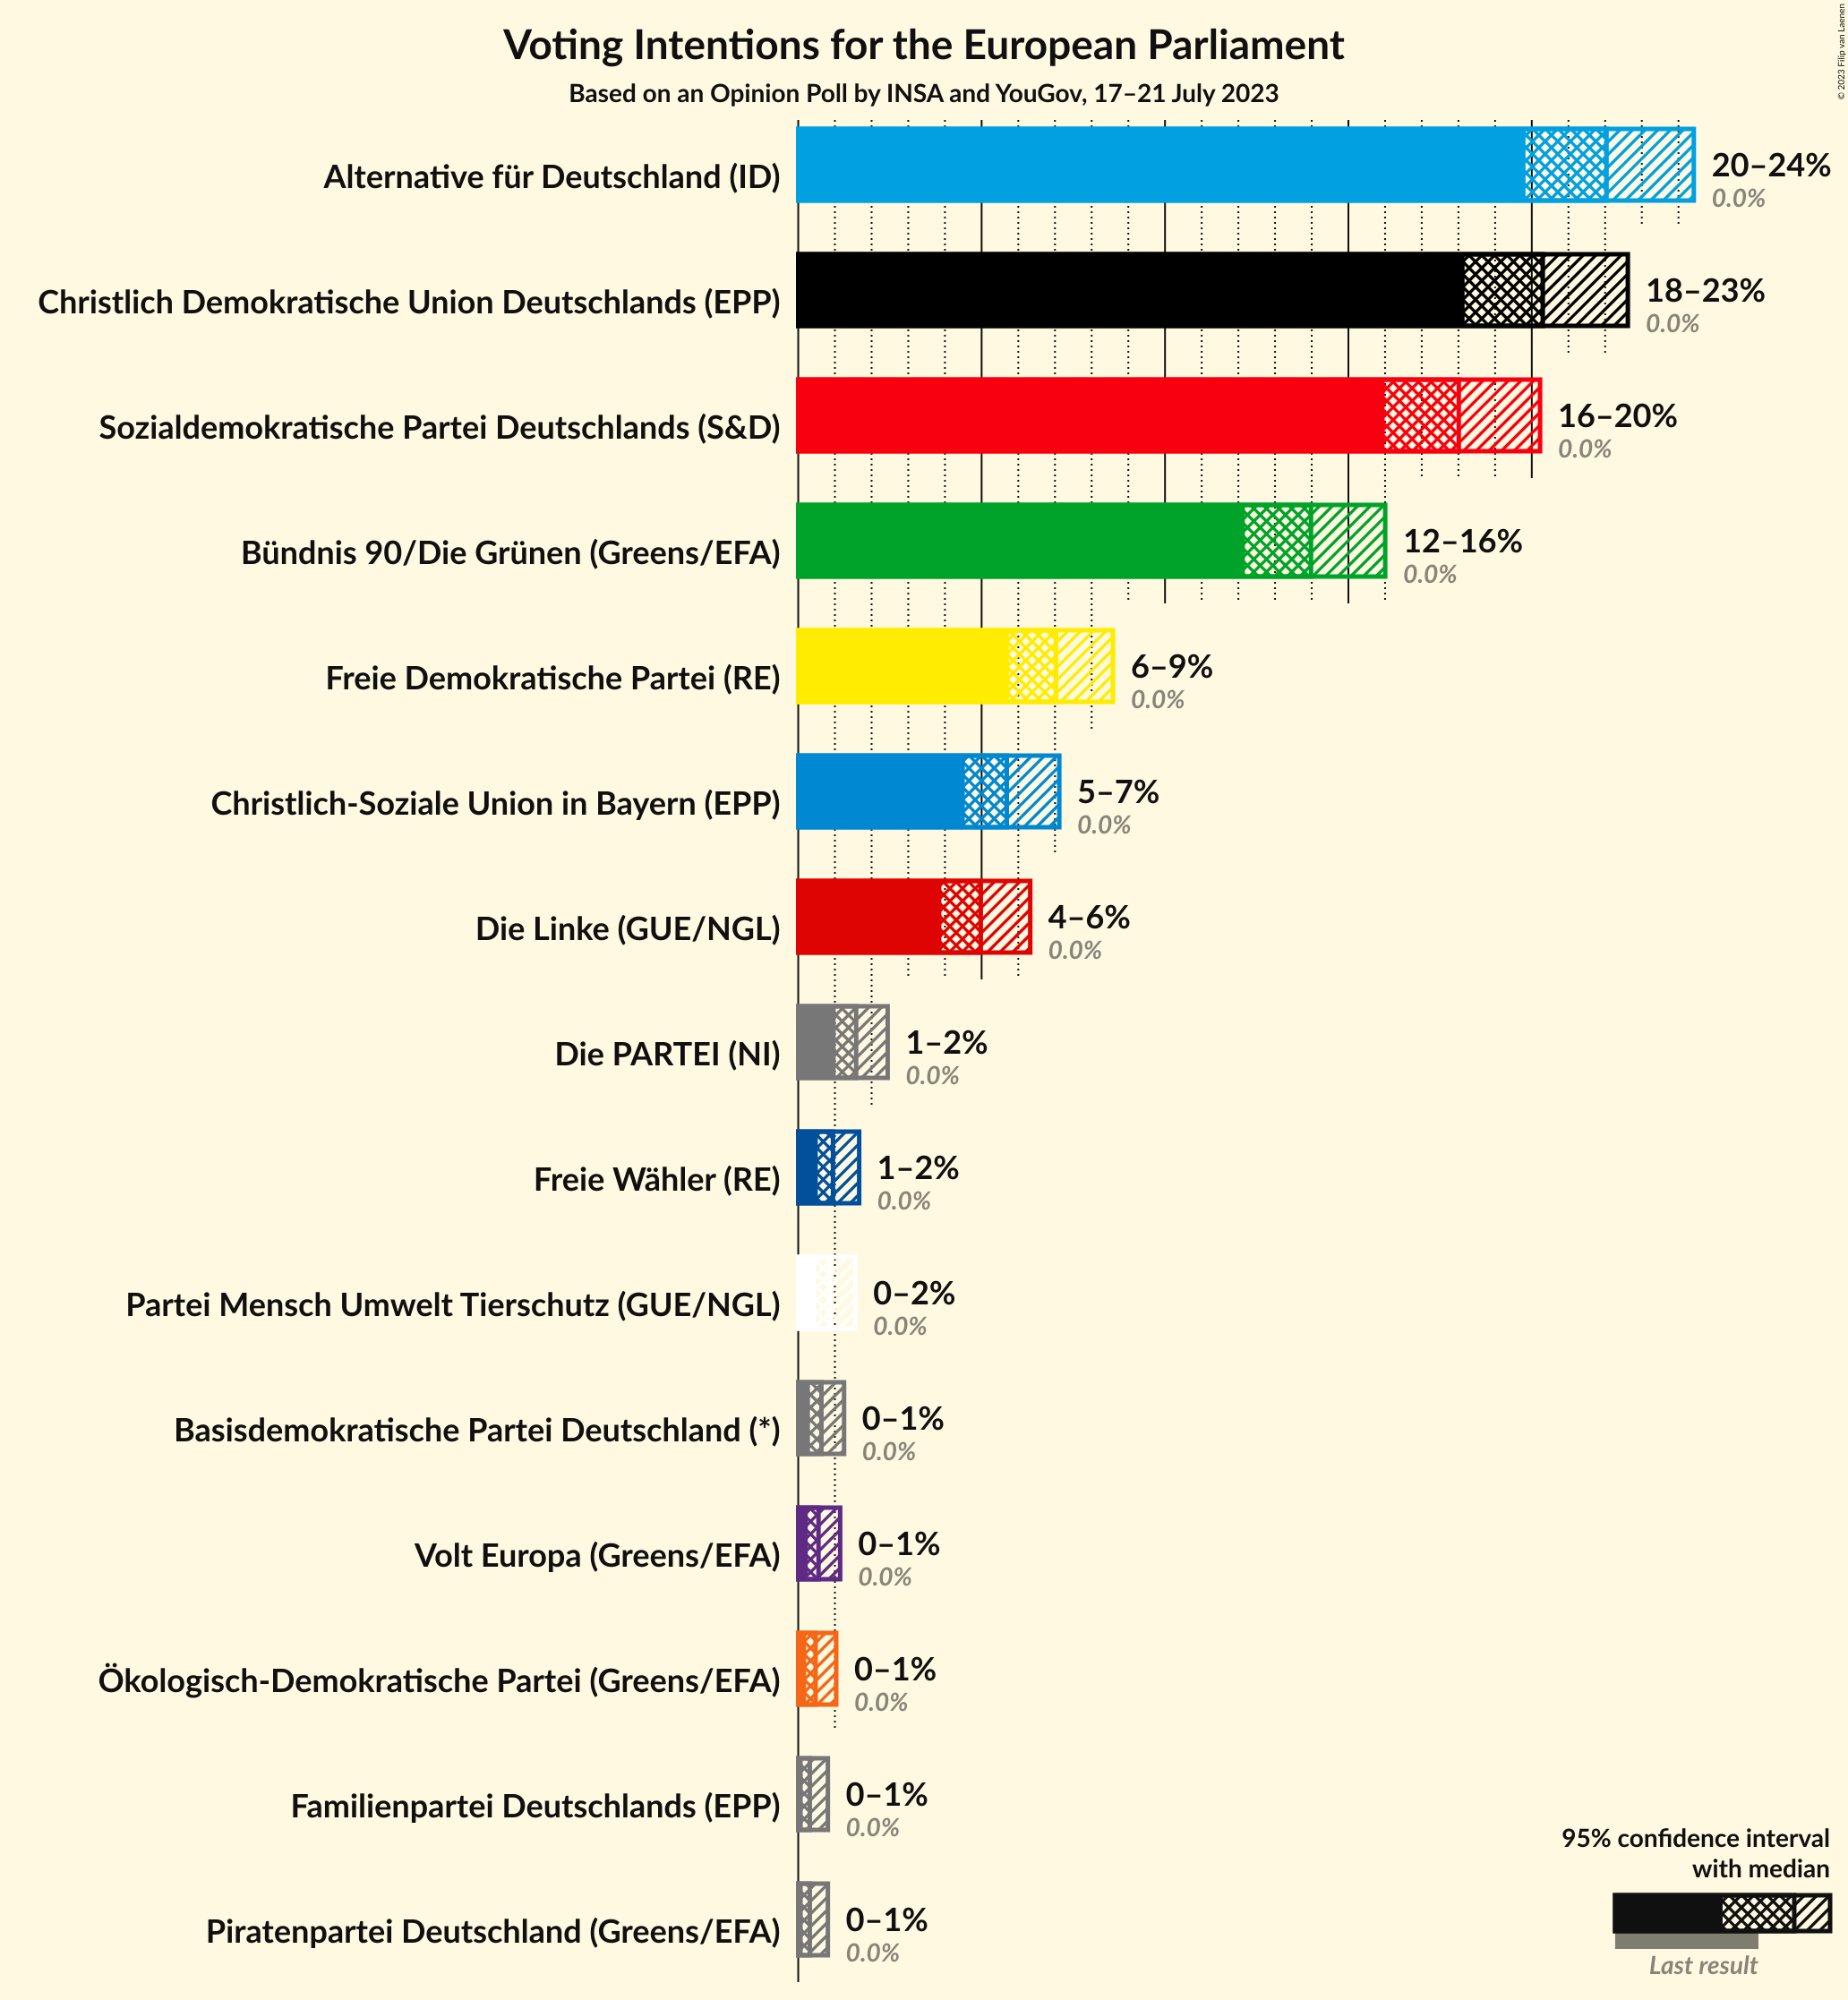 Voting Intentions for the European Parliament
Based on an Opinion Poll by INSA and YouGov, 17–21 July 2023
© 2023 Filip van Laenen
Alternative für Deutschland (ID)
20–24%
0.0%
Christlich Demokratische Union Deutschlands (EPP)
18–23%
0.0%
Sozialdemokratische Partei Deutschlands (S&D)
16–20%
0.0%
Bündnis 90/Die Grünen (Greens/EFA)
12–16%
0.0%
Freie Demokratische Partei (RE)
6–9%
0.0%
Christlich-Soziale Union in Bayern (EPP)
5–7%
0.0%
Die Linke (GUE/NGL)
4–6%
0.0%
Die PARTEI (NI)
1–2%
0.0%
Freie Wähler (RE)
1–2%
0.0%
Partei Mensch Umwelt Tierschutz (GUE/NGL)
0–2%
0.0%
Basisdemokratische Partei Deutschland (*)
0–1%
0.0%
Volt Europa (Greens/EFA)
0–1%
0.0%
Ökologisch-Demokratische Partei (Greens/EFA)
0–1%
0.0%
Familienpartei Deutschlands (EPP)
0–1%
0.0%
Piratenpartei Deutschland (Greens/EFA)
0–1%
0.0%
95% confidence interval
with median
Last result